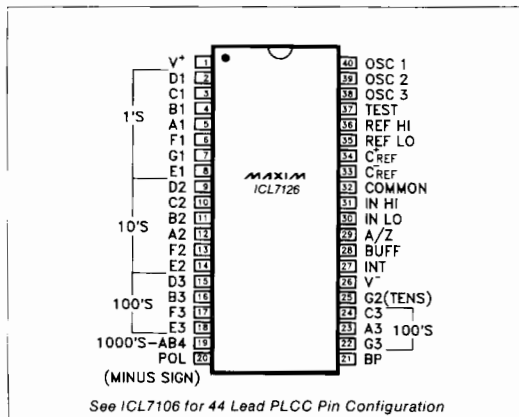 V⁺ 1 40 OSC 1
D1 2 39 OSC 2
C1 3 38 OSC 3
B1 4 37 TEST
1'S A1 5 36 REF HI
F1 6 35 REF LO
G1 7 34 C⁺REF
E1 8 33 C⁻REF
MAXIM
ICL7126
D2 9 32 COMMON
C2 10 31 IN HI
10'S B2 11 30 IN LO
A2 12 29 A/Z
F2 13 28 BUFF
E2 14 27 INT
D3 15 26 V⁻
100'S B3 16 25 G2(TENS)
F3 17 24 C3
E3 18 23 A3 100'S
1000'S-AB4 19 22 G3
POL 20 21 BP
(MINUS SIGN)
See ICL7106 for 44 Lead PLCC Pin Configuration